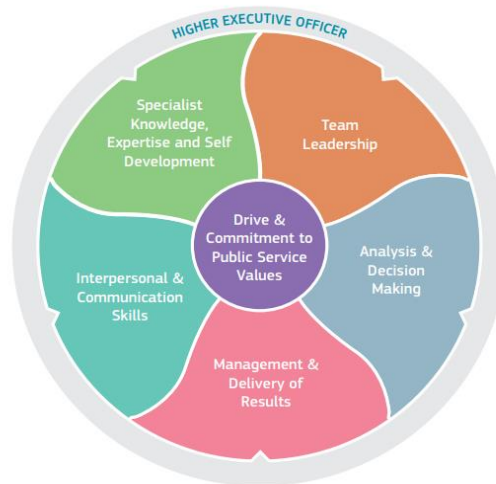 HIGHER EXECUTIVE OFFICER
Specialist
Knowledge,
Expertise and Self
Development
Team
Leadership
Drive &
Commitment to
Public Service
Values
Analysis &
Decision
Making
Interpersonal &
Communication
Skills
Management &
Delivery of
Results